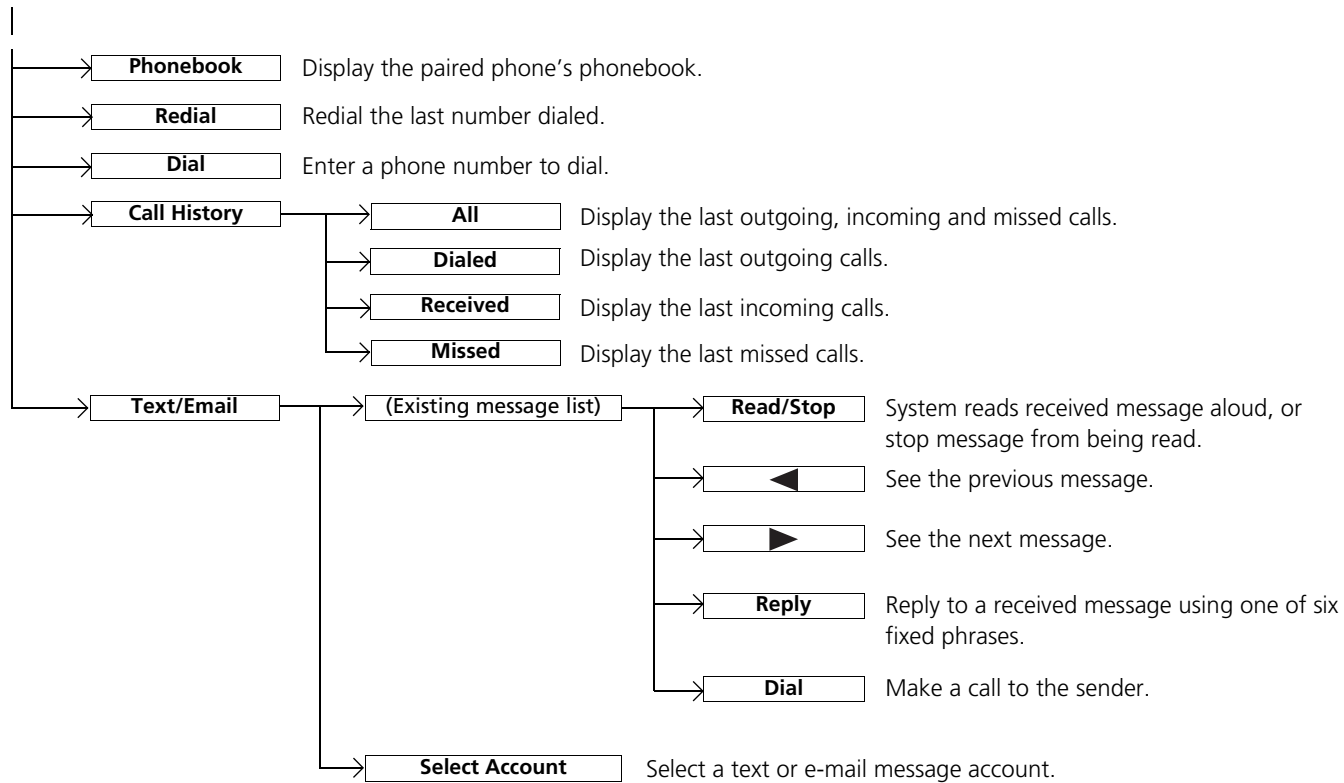 Phonebook Display the paired phone’s phonebook.
Redial Redial the last number dialed.
Dial Enter a phone number to dial.
Call History All Display the last outgoing, incoming and missed calls.
Dialed Display the last outgoing calls.
Received Display the last incoming calls.
Missed Display the last missed calls.
Text/Email (Existing message list) Read/Stop System reads received message aloud, or
stop message from being read.
See the previous message.
See the next message.
Reply Reply to a received message using one of six
fixed phrases.
Dial Make a call to the sender.
Select Account Select a text or e-mail message account.